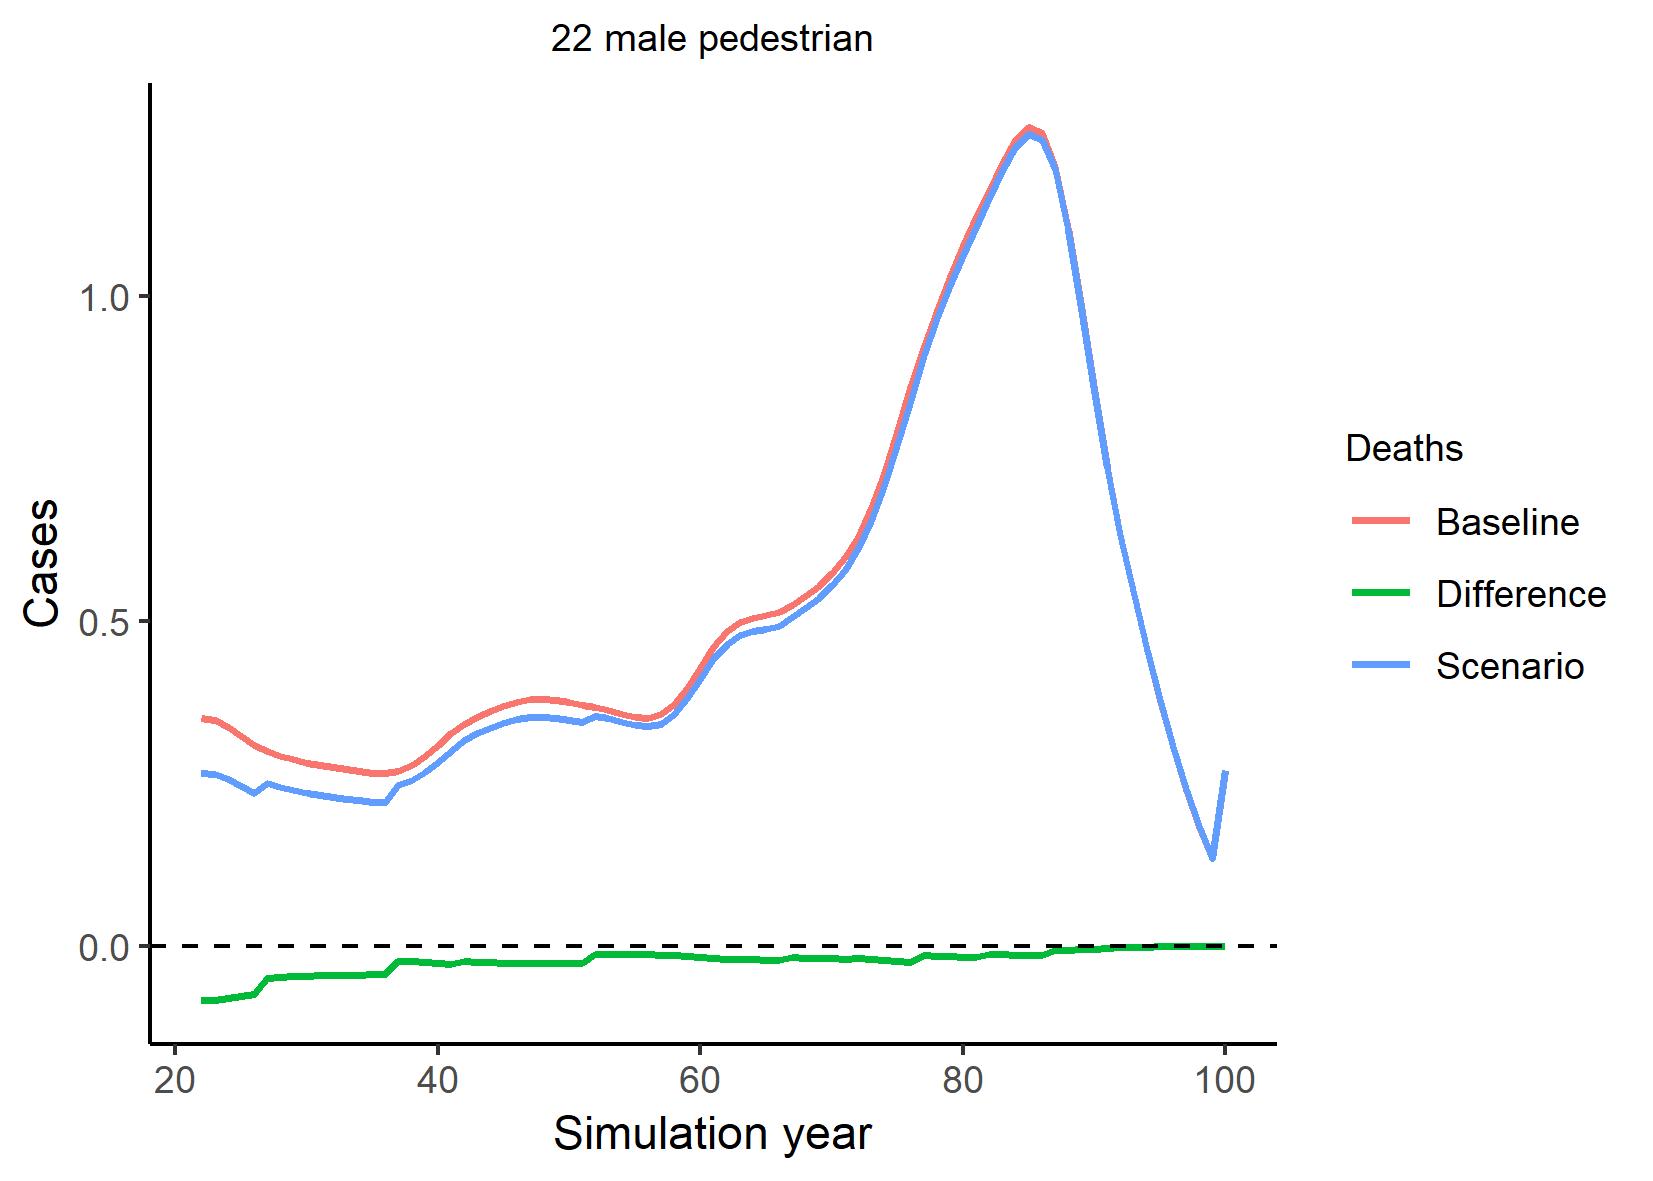 22 male pedestrian
Cases
1.0
0.5
0.0
20 40 60 80 100
Simulation year
Deaths
Baseline
Difference
Scenario